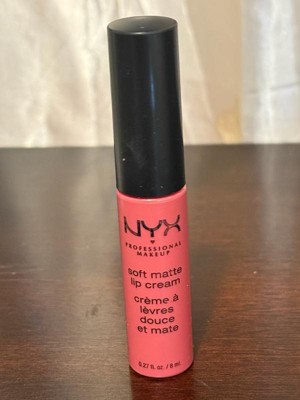 NYX
PROFESSIONAL
MAKEUP
soft matte
lip cream
crème à
lèvres
douce
et mate
0.27 fl. oz. / 8 ml